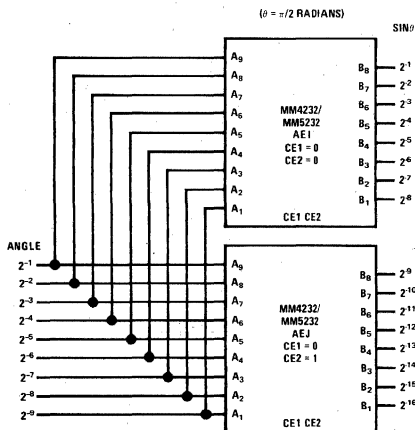 (θ = π/2 RADIANS)
SINθ
A9
A8
A7
A6
A5
A4
A3
A2
A1
MM4232/
MM5232
AEI
CE1 = 0
CE2 = 0
CE1 CE2
B8
B7
B6
B5
B4
B3
B2
B1
2-1
2-2
2-3
2-4
2-5
2-6
2-7
2-8
ANGLE
2-1
2-2
2-3
2-4
2-5
2-6
2-7
2-8
2-9
A9
A8
A7
A6
A5
A4
A3
A2
A1
MM4232/
MM5232
AEJ
CE1 = 0
CE2 = 1
CE1 CE2
B8
B7
B6
B5
B4
B3
B2
B1
2-9
2-10
2-11
2-12
2-13
2-14
2-15
2-16